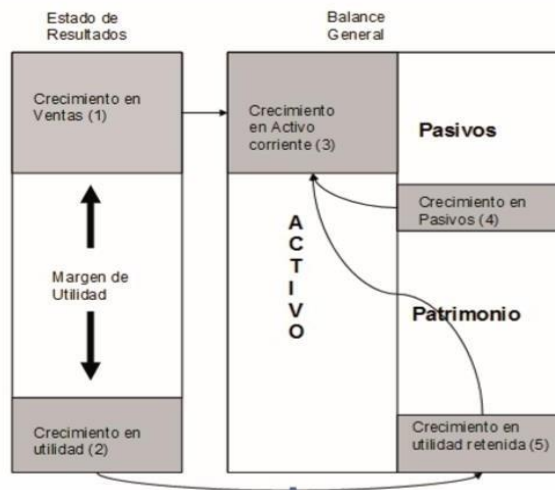 Estado de
Resultados
Balance
General
Crecimiento en
Ventas (1)
Crecimiento
en Activo
corriente (3)
Pasivos
Crecimiento en
Pasivos (4)
A
C
T
I
V
O
Margen de
Utilidad
Patrimonio
Crecimiento en
utilidad (2)
Crecimiento en
utilidad retenida (5)